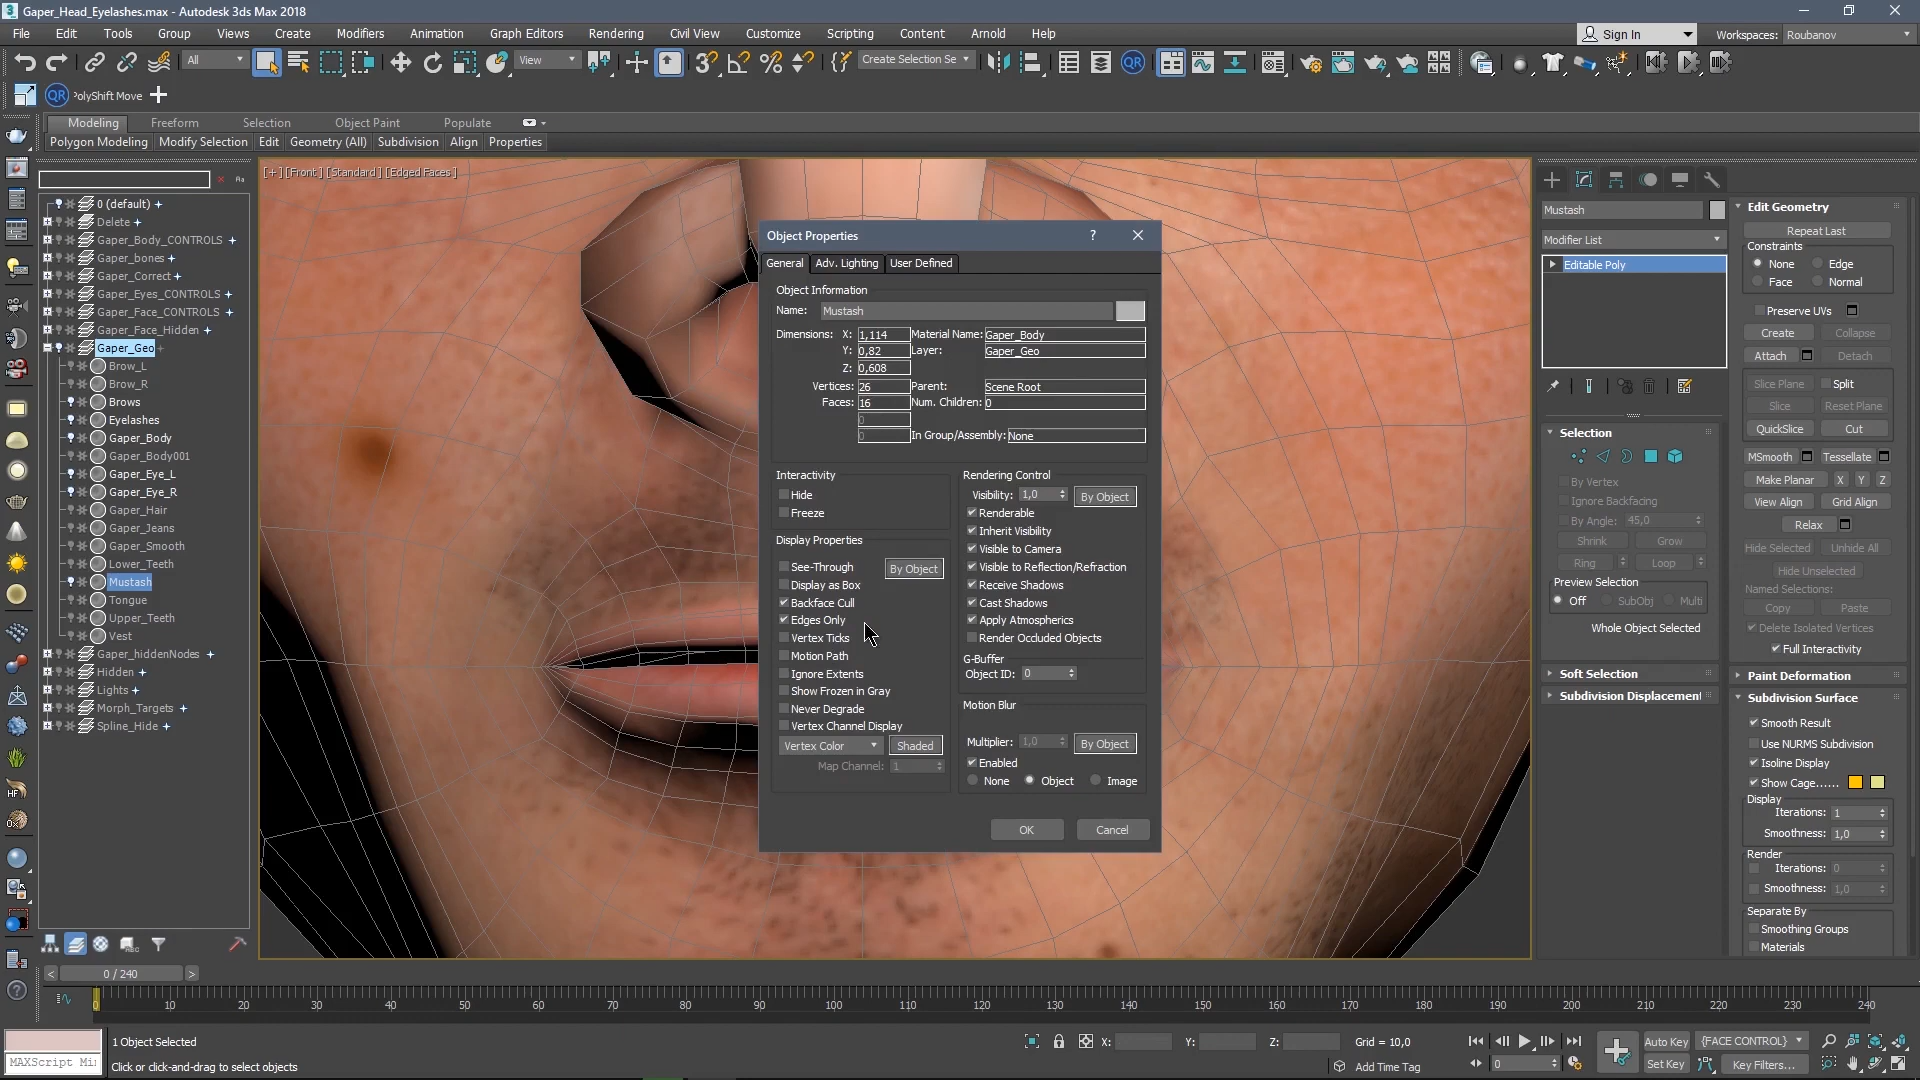 Gaper_Head_Eyelashes.max - Autodesk 3ds Max 2018
File Edit Tools Group Views Create Modifiers Animation Graph Editors Rendering Civil View Customize Scripting Content Arnold Help
Sign In Workspaces: Roubanov
All View Create Selection Se
QR PolyShift Move
Modeling Freeform Selection Object Paint Populate
Polygon Modeling Modify Selection Edit Geometry (All) Subdivision Align Properties
[+] [Front] [Standard] [Edged Faces]
0 (default)
Delete
Gaper_Body_CONTROLS
Gaper_bones
Gaper_Correct
Gaper_Eyes_CONTROLS
Gaper_Face_CONTROLS
Gaper_Face_Hidden
Gaper_Geo
Brow_L
Brow_R
Brows
Eyelashes
Gaper_Body
Gaper_Body001
Gaper_Eye_L
Gaper_Eye_R
Gaper_Hair
Gaper_Jeans
Gaper_Smooth
Lower_Teeth
Mustash
Tongue
Upper_Teeth
Vest
Gaper_hiddenNodes
Hidden
Lights
Morph_Targets
Spline_Hide
Object Properties
General Adv. Lighting User Defined
Object Information
Name: Mustash
Dimensions: X: 1,114 Material Name: Gaper_Body
Y: 0,82 Layer: Gaper_Geo
Z: 0,608
Vertices: 26 Parent: Scene Root
Faces: 16 Num. Children: 0
0
0 In Group/Assembly: None
Interactivity
Hide
Freeze
Display Properties
See-Through By Object
Display as Box
Backface Cull
Edges Only
Vertex Ticks
Motion Path
Ignore Extents
Show Frozen in Gray
Never Degrade
Vertex Channel Display
Vertex Color Shaded
Map Channel: 1
Rendering Control
Visibility: 1,0 By Object
Renderable
Inherit Visibility
Visible to Camera
Visible to Reflection/Refraction
Receive Shadows
Cast Shadows
Apply Atmospherics
Render Occluded Objects
G-Buffer
Object ID: 0
Motion Blur
Multiplier: 1,0 By Object
Enabled
None Object Image
OK Cancel
Mustash
Modifier List
Editable Poly
Selection
By Vertex
Ignore Backfacing
By Angle: 45,0
Shrink Grow
Ring Loop
Preview Selection
Off SubObj Multi
Whole Object Selected
Soft Selection
Subdivision Displacement
Edit Geometry
Repeat Last
Constraints
None Edge
Face Normal
Preserve UVs
Create Collapse
Attach Detach
Slice Plane Split
Slice Reset Plane
QuickSlice Cut
MSmooth Tessellate
Make Planar X Y Z
View Align Grid Align
Relax
Hide Selected Unhide All
Hide Unselected
Named Selections:
Copy Paste
Delete Isolated Vertices
Full Interactivity
Paint Deformation
Subdivision Surface
Smooth Result
Use NURMS Subdivision
Isoline Display
Show Cage......
Display
Iterations: 1
Smoothness: 1,0
Render
Iterations: 0
Smoothness: 1,0
Separate By
Smoothing Groups
Materials
< 0 / 240 >
0 10 20 30 40 50 60 70 80 90 100 110 120 130 140 150 160 170 180 190 200 210 220 230 240
1 Object Selected
X: Y: Z: Grid = 10,0
Auto Key {FACE CONTROL}
MAXScript Mi
Click or click-and-drag to select objects
Add Time Tag
0
Set Key Key Filters...